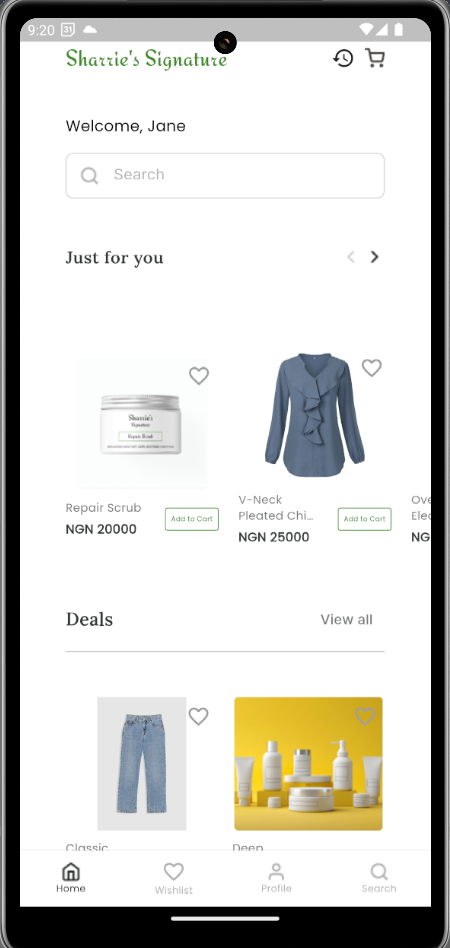 9:20 31
Sharrie's Signature
Welcome, Jane
Search
Just for you
Sharrie's
Signature
Repair Scrub
Repair Scrub
NGN 20000
Add to Cart
V-Neck
Pleated Chi...
NGN 25000
Add to Cart
Ove
Elec
NG
Deals
View all
Classic
Deep
Home
Wishlist
Profile
Search